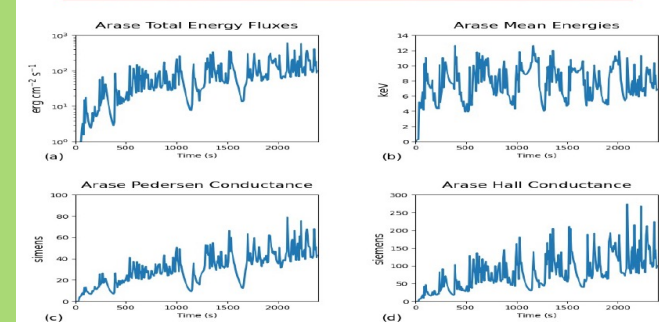 Arase Total Energy Fluxes
erg cm⁻² s⁻¹
10³
10²
10¹
10⁰
0 500 1000 1500 2000
Time (s)
(a)
Arase Mean Energies
keV
14
12
10
8
6
4
2
0
0 500 1000 1500 2000
Time (s)
(b)
Arase Pedersen Conductance
simens
100
80
60
40
20
0
0 500 1000 1500 2000
Time (s)
(c)
Arase Hall Conductance
siemens
300
250
200
150
100
50
0
0 500 1000 1500 2000
Time (s)
(d)